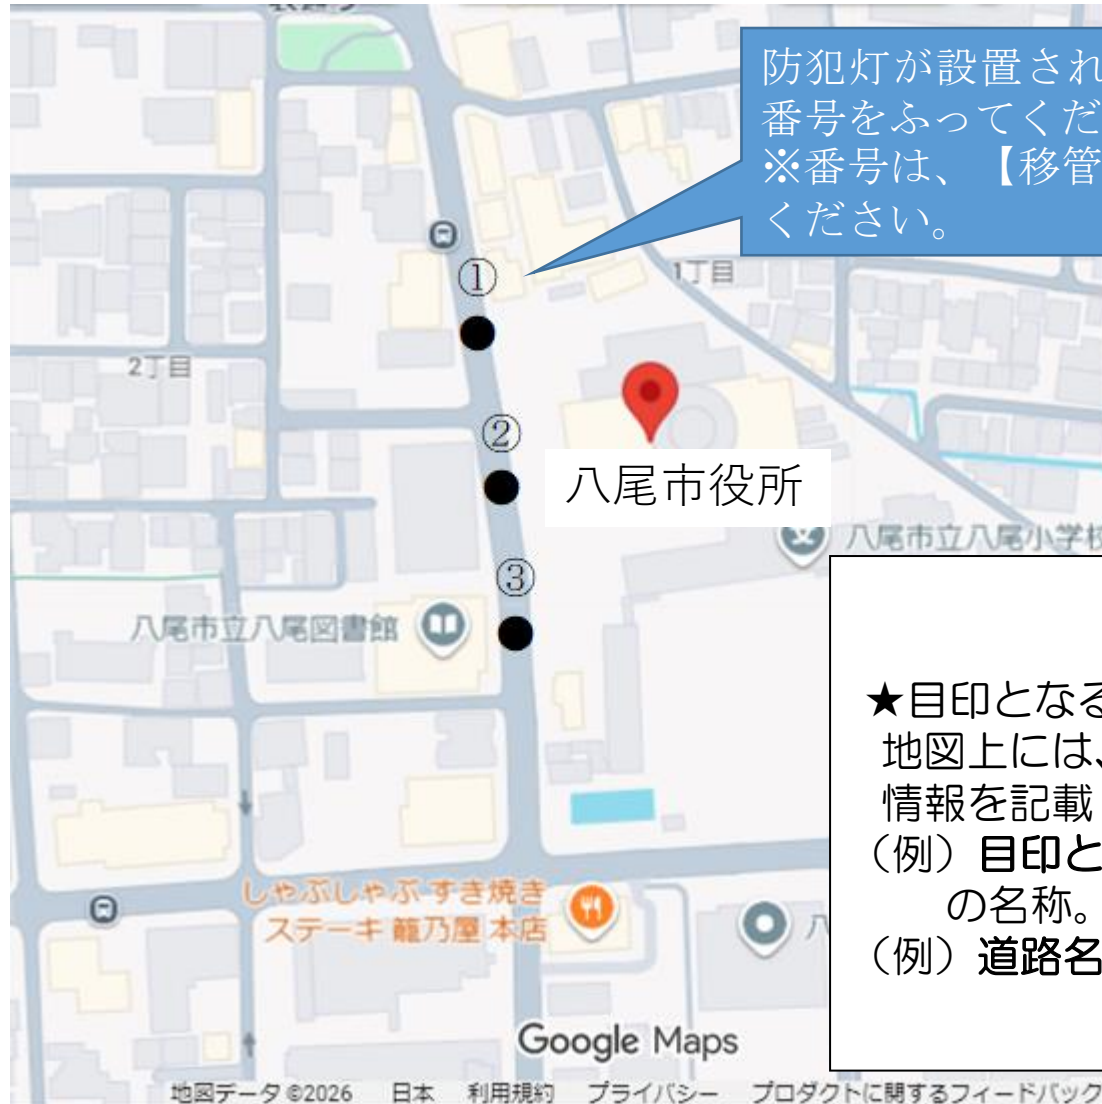 防犯灯が設置され
番号をふってくだ
※番号は、【移管
ください。
①
1丁目
2丁目
②
八尾市役所
八尾市立八尾小学校
③
八尾市立八尾図書館
★目印となる
地図上には、
情報を記載
（例）目印と
の名称。
（例）道路名
しゃぶしゃぶ すき焼き
ステーキ 籠乃屋 本店
八
Google Maps
地図データ ©2026 日本 利用規約 プライバシー プロダクトに関するフィードバック